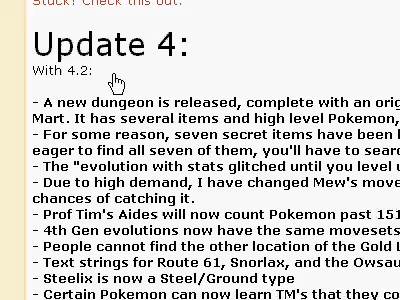 Stuck? Check this out.
Update 4:
With 4.2:
- A new dungeon is released, complete with an orig
Mart. It has several items and high level Pokemon,
- For some reason, seven secret items have been
eager to find all seven of them, you'll have to sear
- The "evolution with stats glitched until you level
- Due to high demand, I have changed Mew's move
chances of catching it.
- Prof Tim's Aides will now count Pokemon past 151
- 4th Gen evolutions now have the same movesets
- People cannot find the other location of the Gold
- Text strings for Route 61, Snorlax, and the Owsau
- Steelix is now a Steel/Ground type
- Certain Pokemon can now learn TM's that they co